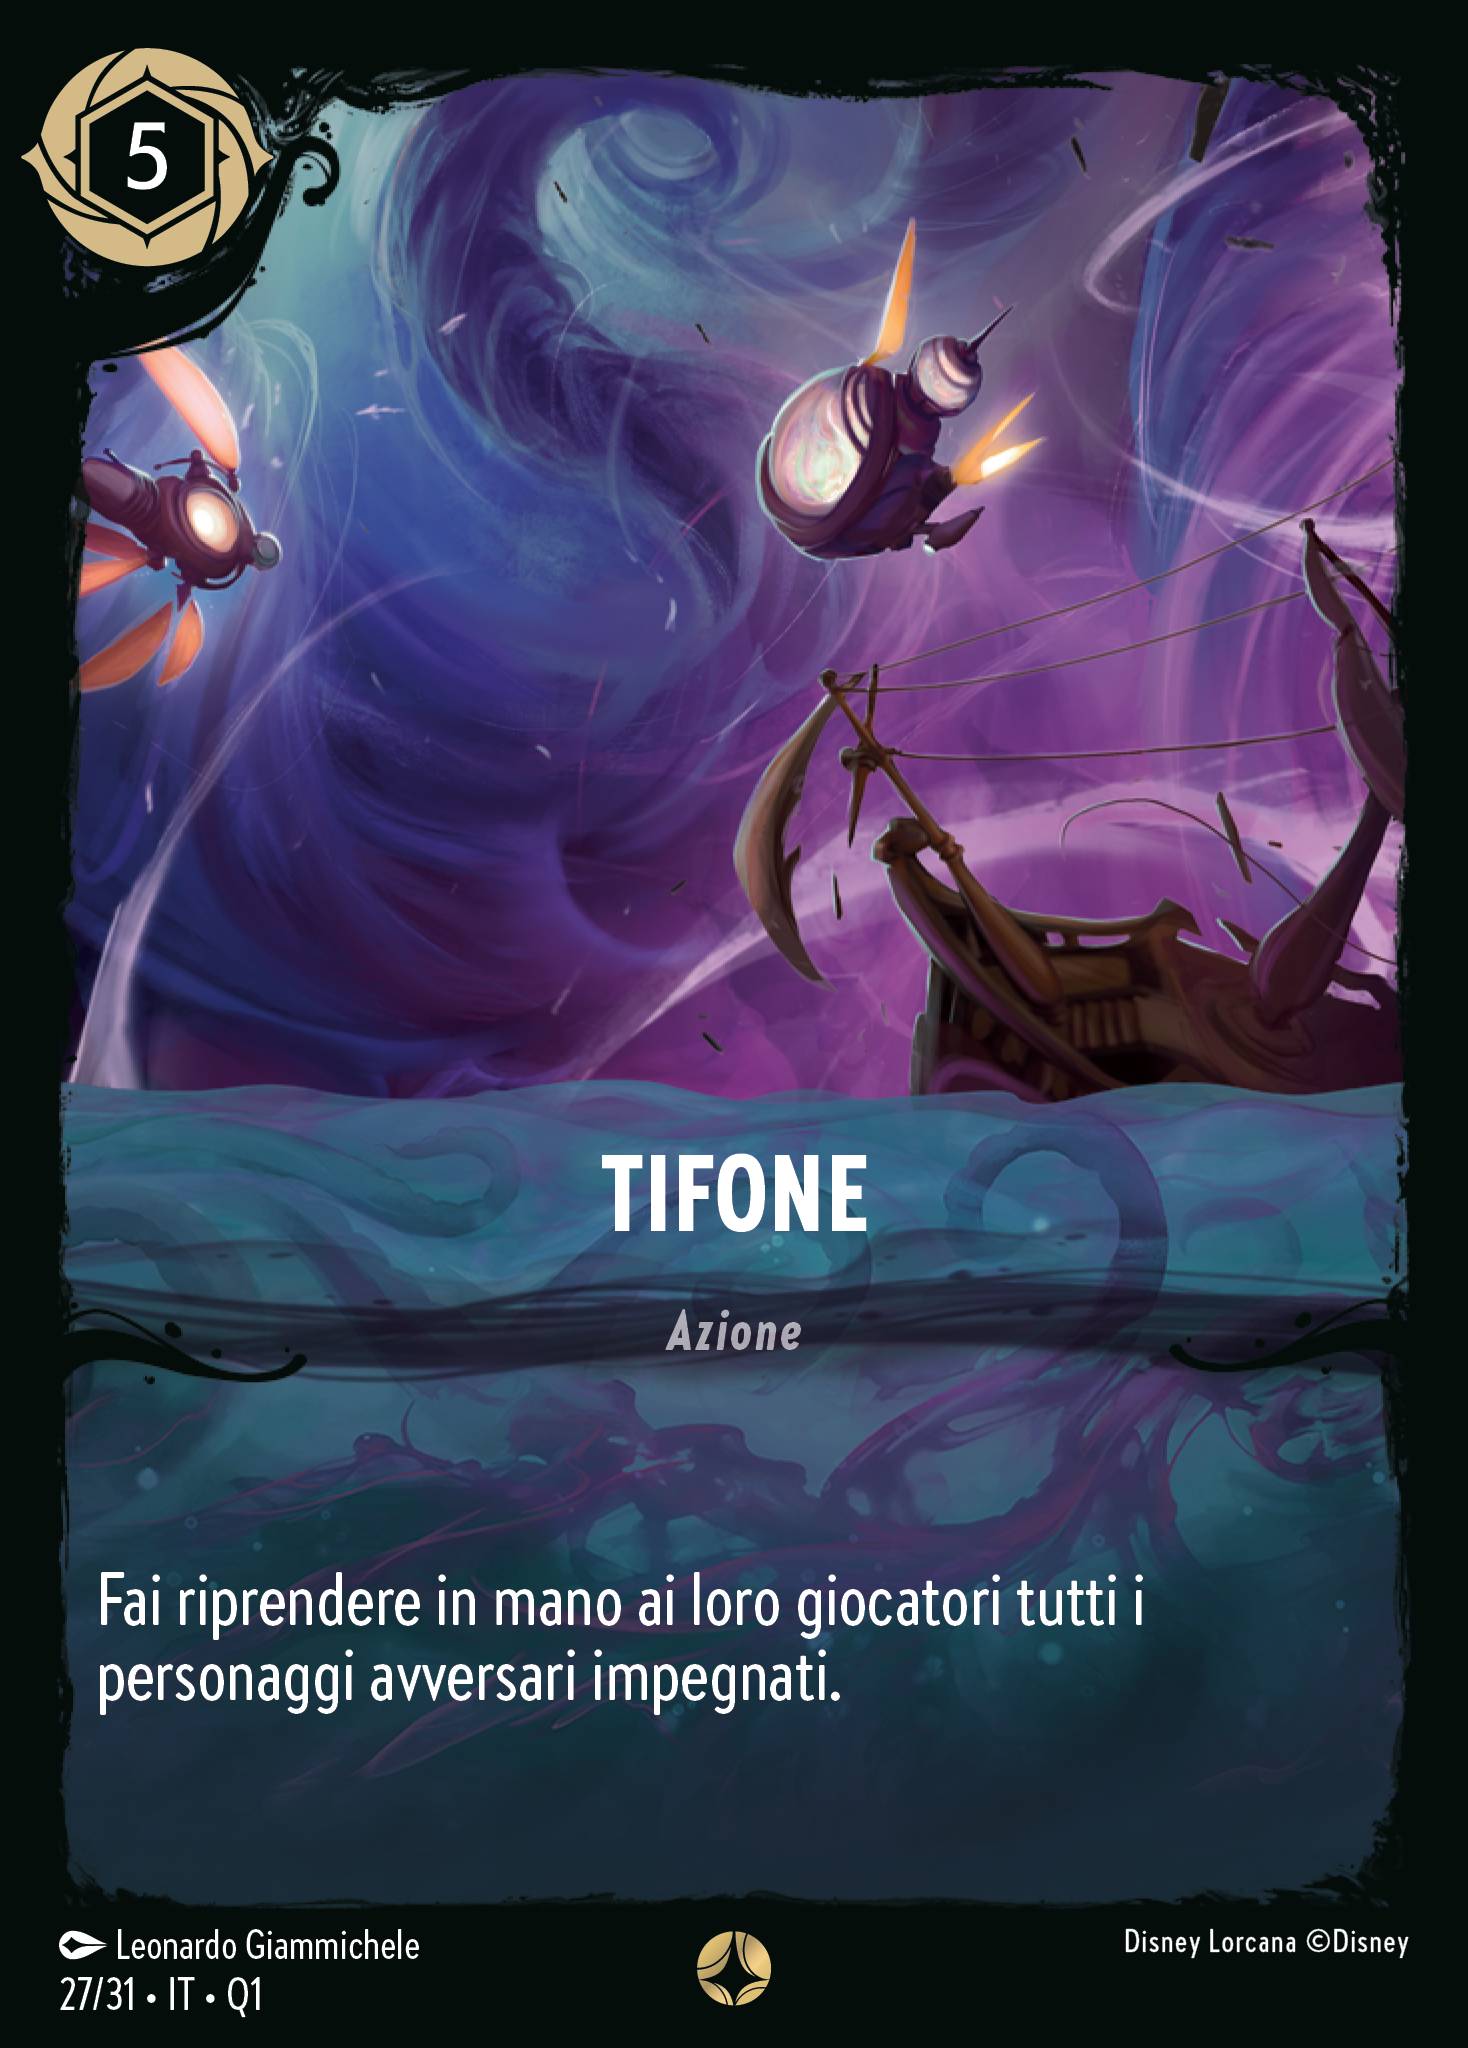 5
TIFONE
Azione
Fai riprendere in mano ai loro giocatori tutti i
personaggi avversari impegnati.
Leonardo Giammichele
27/31 • IT • Q1
Disney Lorcana ©Disney